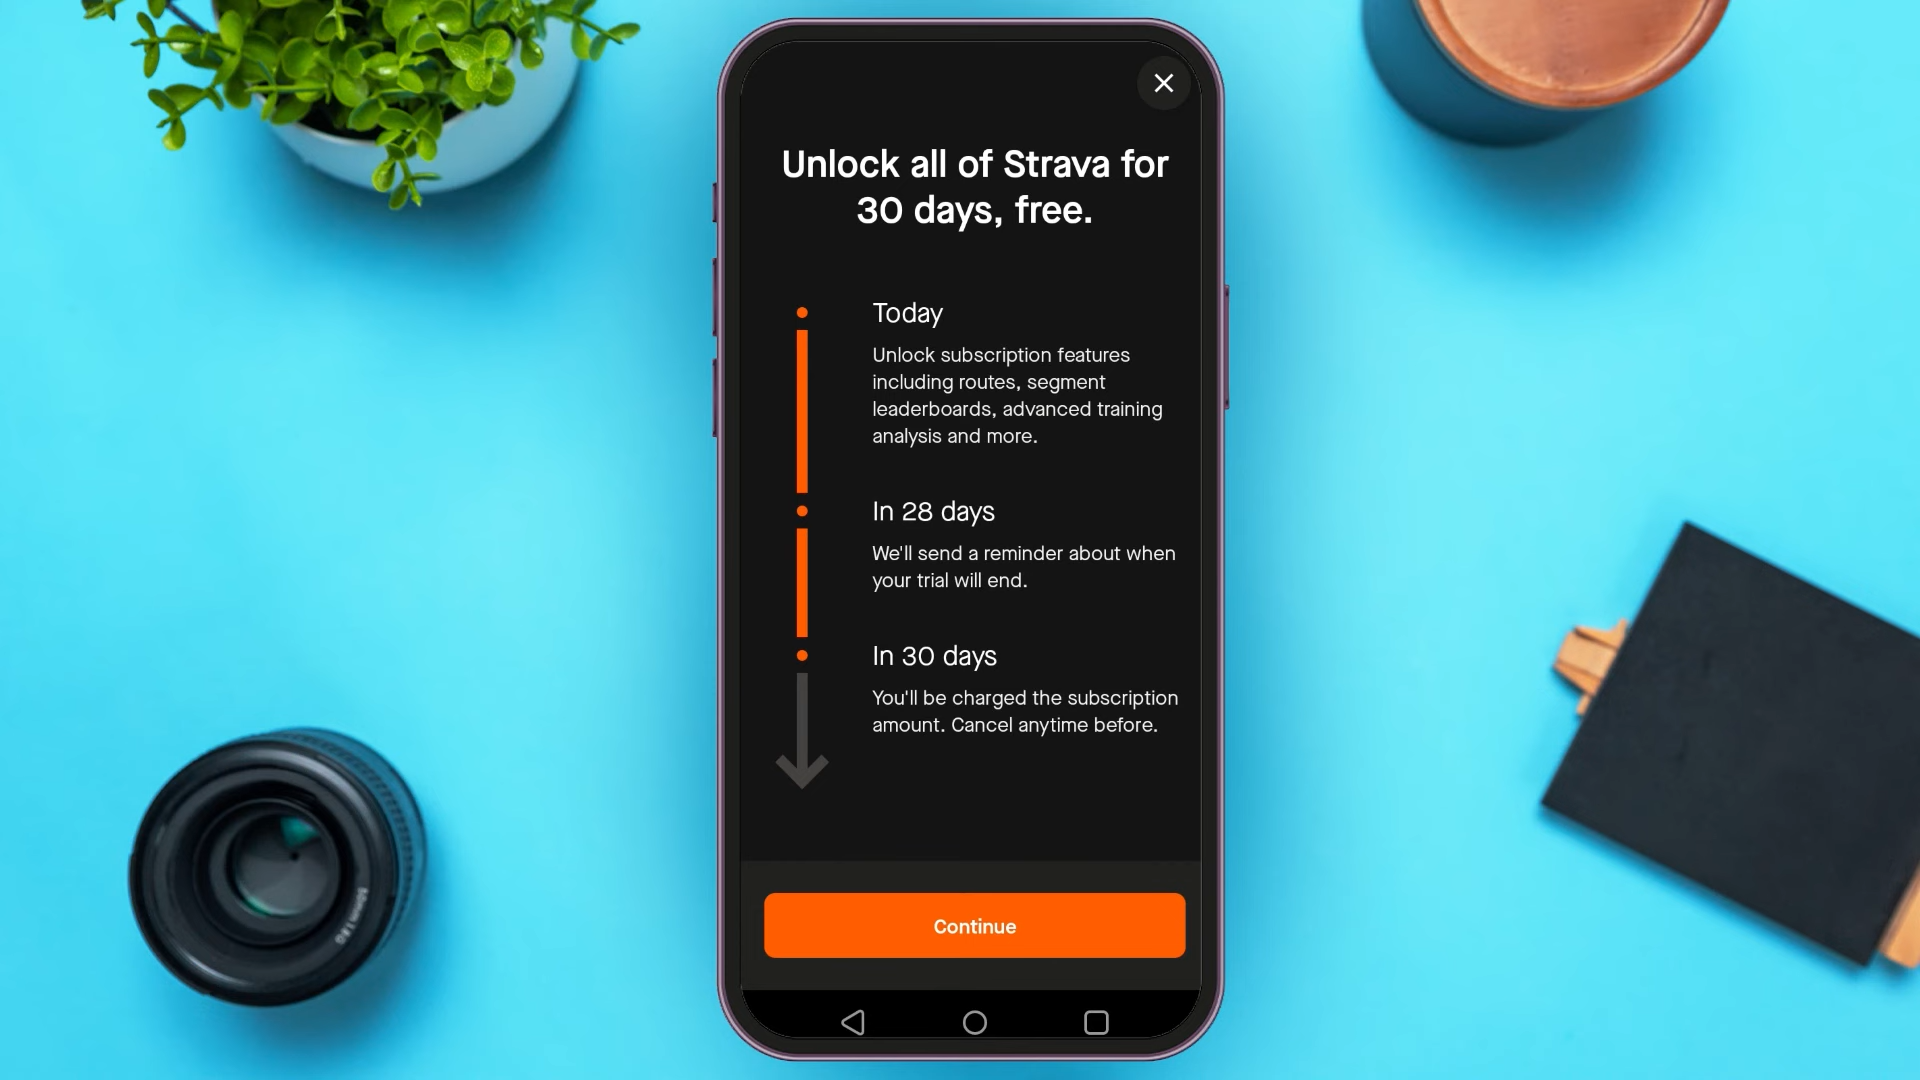 Unlock all of Strava for
30 days, free.
Today
Unlock subscription features
including routes, segment
leaderboards, advanced training
analysis and more.
In 28 days
We'll send a reminder about when
your trial will end.
In 30 days
You'll be charged the subscription
amount. Cancel anytime before.
Continue